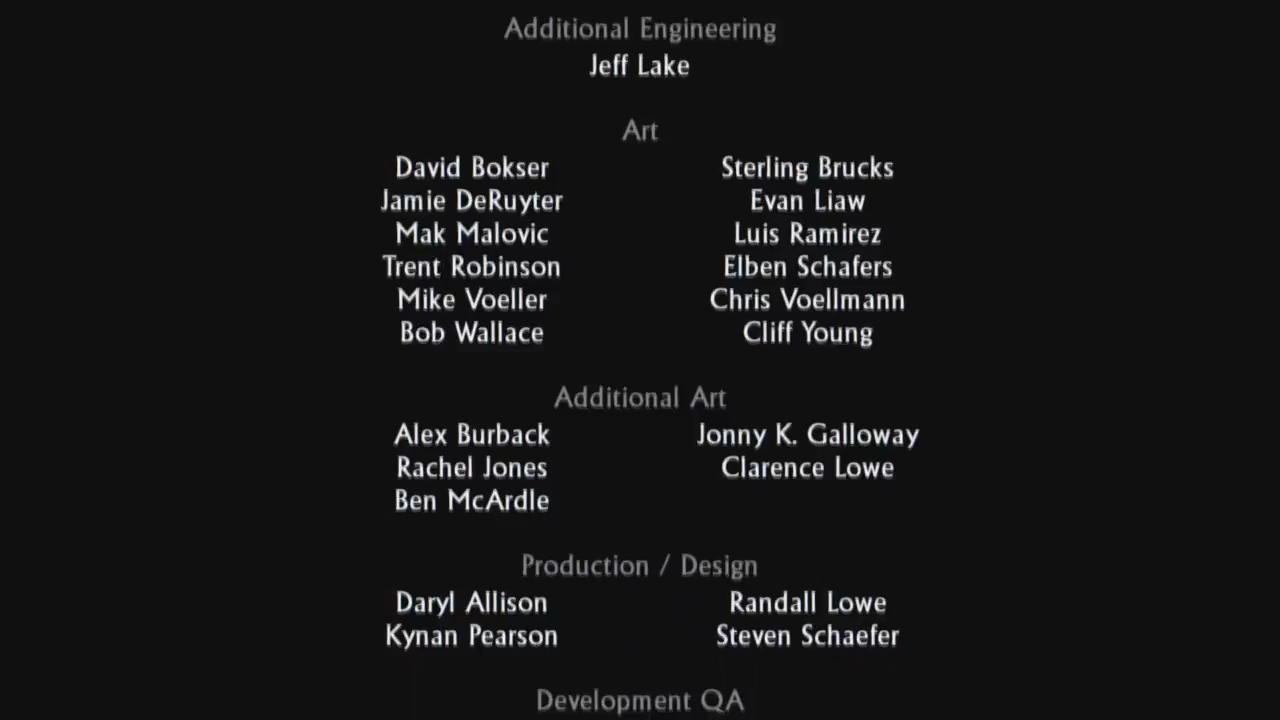 Additional Engineering
Jeff Lake
Art
David Bokser Sterling Brucks
Jamie DeRuyter Evan Liaw
Mak Malovic Luis Ramirez
Trent Robinson Elben Schafers
Mike Voeller Chris Voellmann
Bob Wallace Cliff Young
Additional Art
Alex Burback Jonny K. Galloway
Rachel Jones Clarence Lowe
Ben McArdle
Production / Design
Daryl Allison Randall Lowe
Kynan Pearson Steven Schaefer
Development QA